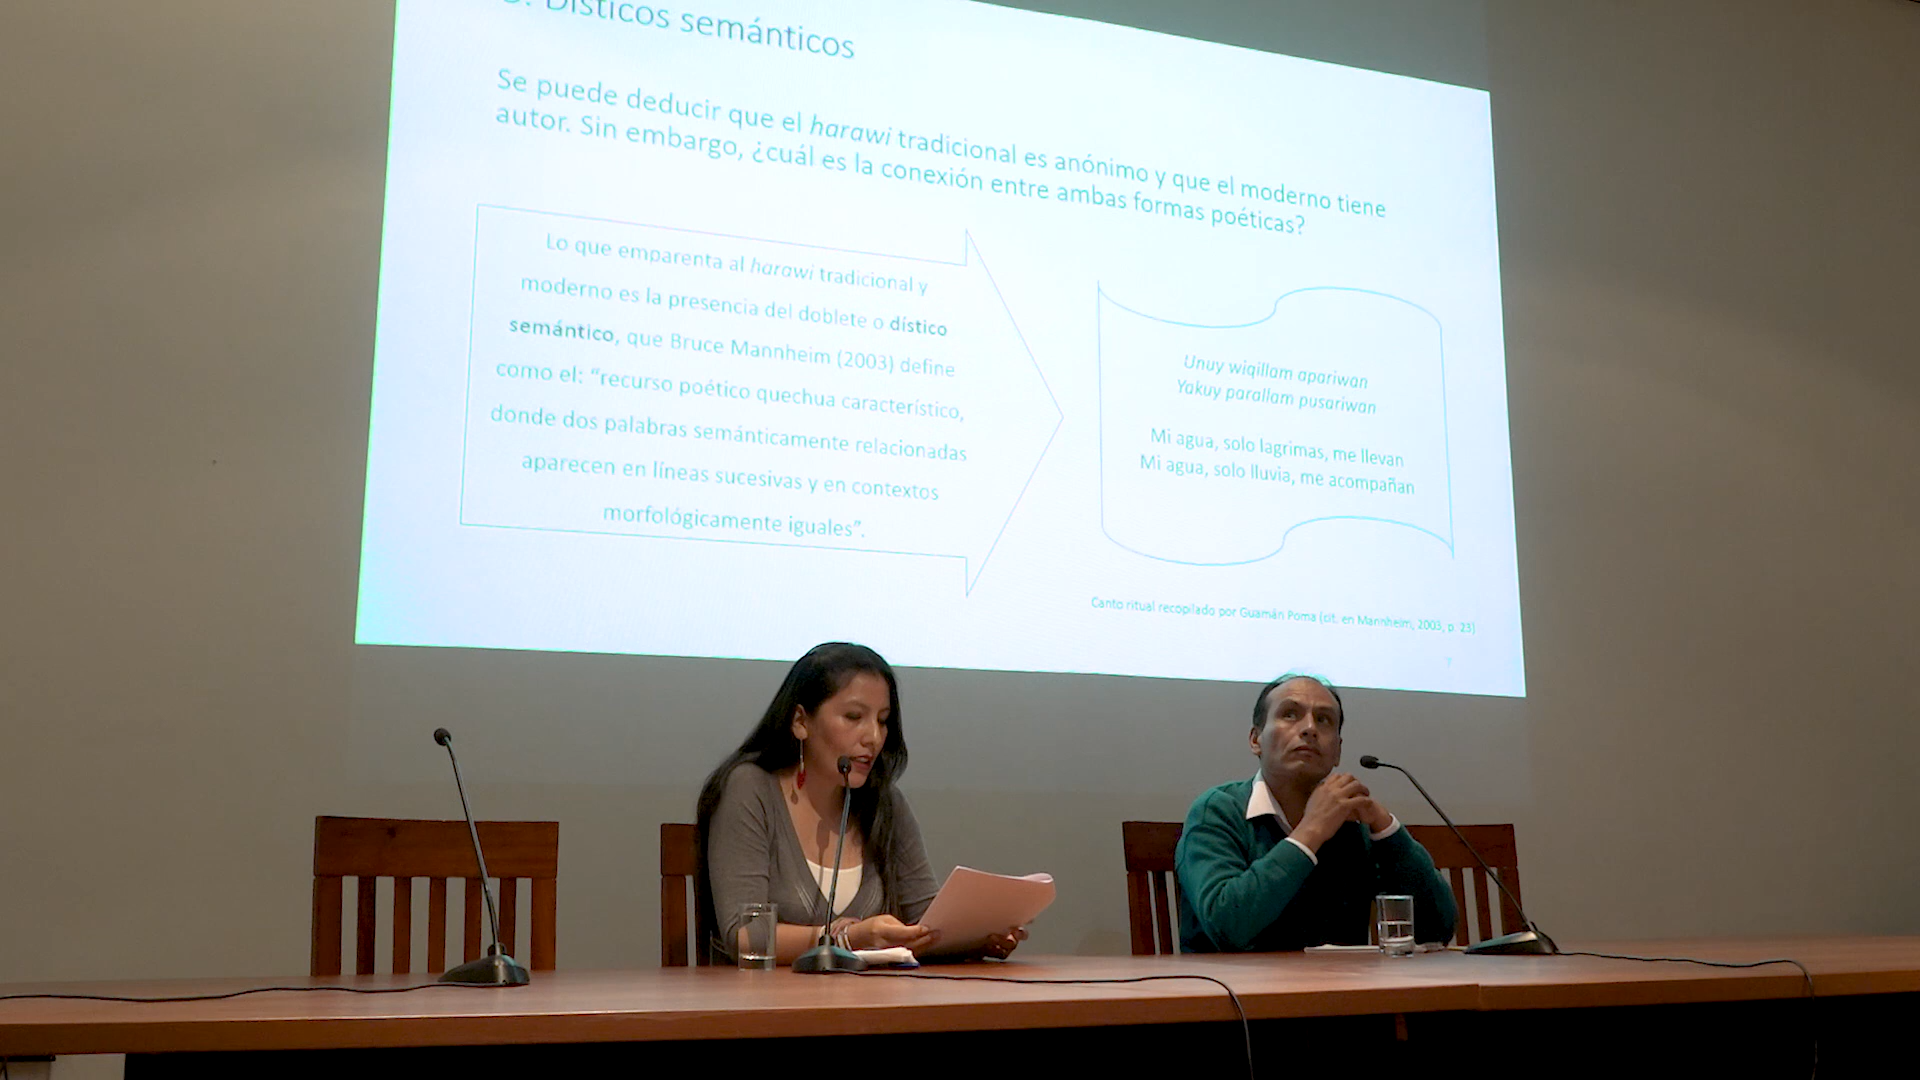 Dísticos semánticos
Se puede deducir que el harawi tradicional es anónimo y que el moderno tiene
autor. Sin embargo, ¿cuál es la conexión entre ambas formas poéticas?
Lo que emparenta al harawi tradicional y
moderno es la presencia del doblete o dístico
semántico, que Bruce Mannheim (2003) define
como el: “recurso poético quechua característico,
donde dos palabras semánticamente relacionadas
aparecen en líneas sucesivas y en contextos
morfológicamente iguales”.
Unuy wiqillam apariwan
Yakuy parallam pusariwan
Mi agua, solo lagrimas, me llevan
Mi agua, solo lluvia, me acompañan
Canto ritual recopilado por Guamán Poma (cit. en Mannheim, 2003, p. 23)
7